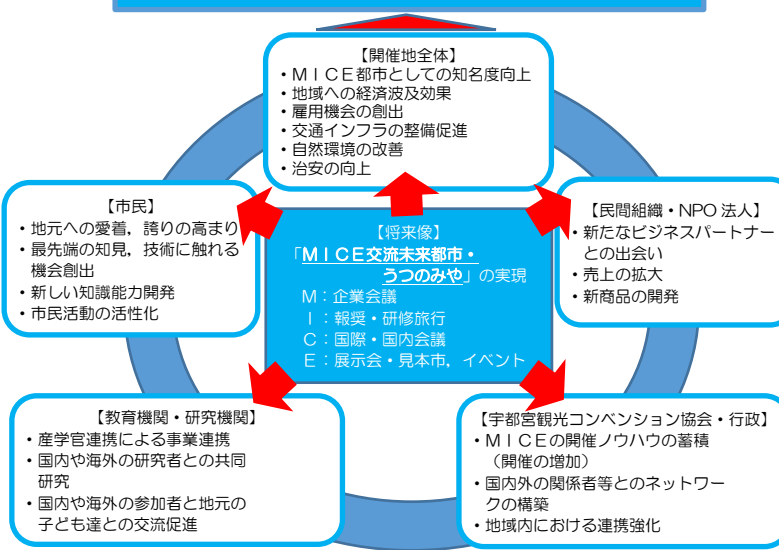 【開催地全体】
・ＭＩＣＥ都市としての知名度向上
・地域への経済波及効果
・雇用機会の創出
・交通インフラの整備促進
・自然環境の改善
・治安の向上
【市民】
・地元への愛着，誇りの高まり
・最先端の知見，技術に触れる
機会創出
・新しい知識能力開発
・市民活動の活性化
【将来像】
「ＭＩＣＥ交流未来都市・
うつのみや」の実現
Ｍ：企業会議
Ｉ：報奨・研修旅行
Ｃ：国際・国内会議
Ｅ：展示会・見本市，イベント
【民間組織・NPO 法人】
・新たなビジネスパートナー
との出会い
・売上の拡大
・新商品の開発
【教育機関・研究機関】
・産学官連携による事業連携
・国内や海外の研究者との共同
研究
・国内や海外の参加者と地元の
子ども達との交流促進
【宇都宮観光コンベンション協会・行政】
・ＭＩＣＥの開催ノウハウの蓄積
（開催の増加）
・国内外の関係者等とのネットワー
クの構築
・地域内における連携強化